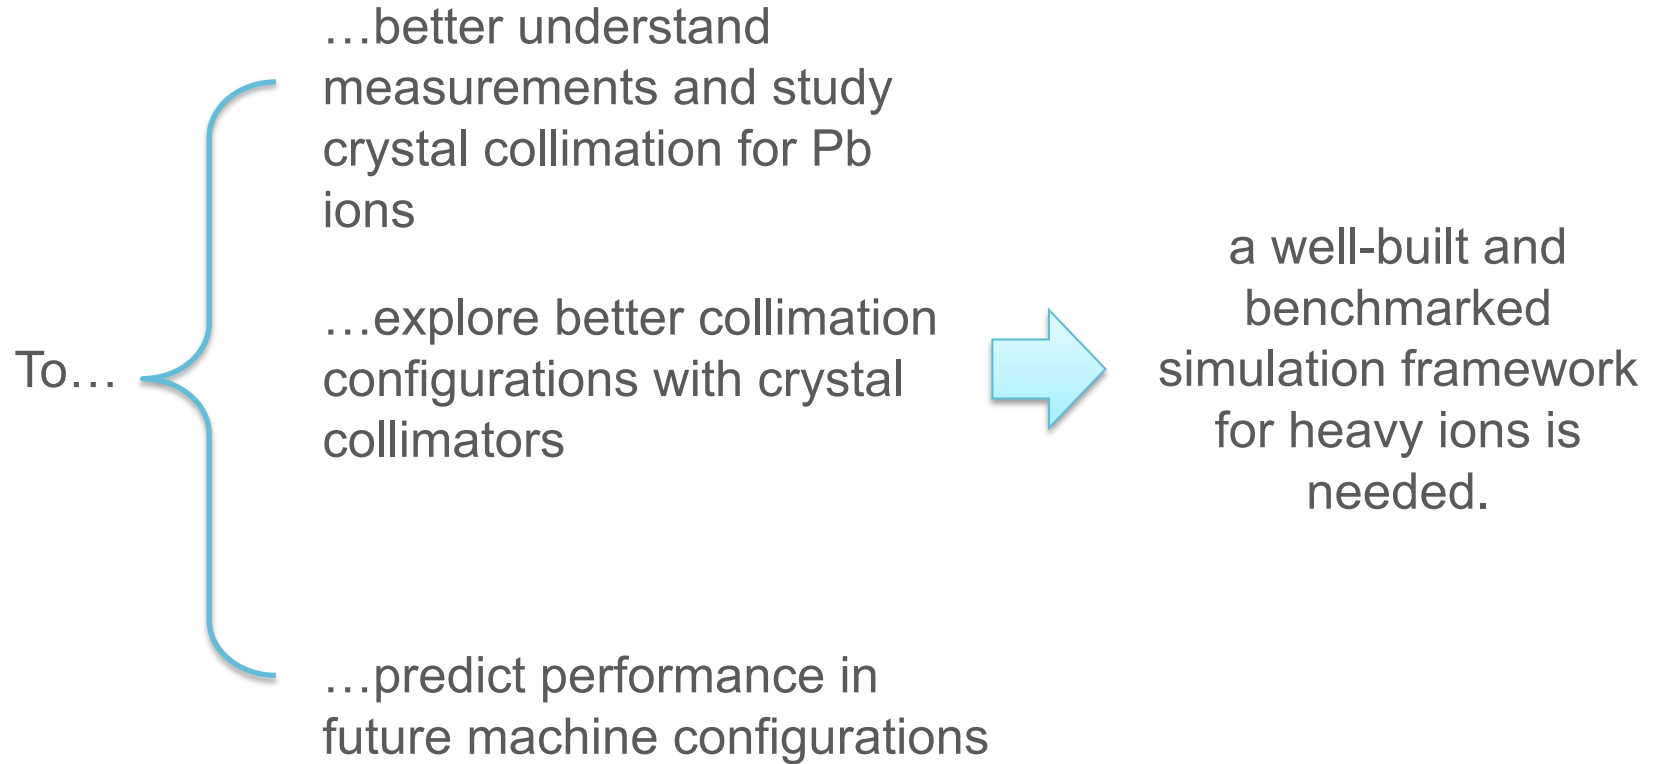 To…
…better understand
measurements and study
crystal collimation for Pb
ions
…explore better collimation
configurations with crystal
collimators
…predict performance in
future machine configurations
a well-built and
benchmarked
simulation framework
for heavy ions is
needed.